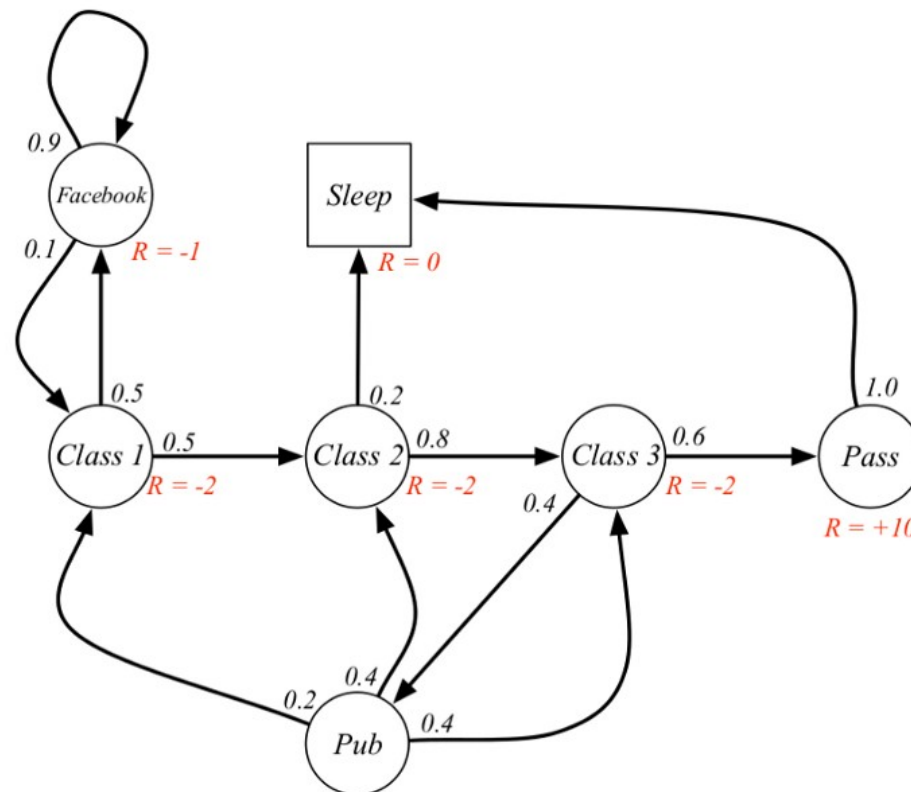 0.9
Facebook
Sleep
0.1
R = -1
R = 0
0.5
0.2
1.0
Class 1
0.5
Class 2
0.8
Class 3
0.6
Pass
R = -2
R = -2
0.4
R = -2
R = +10
0.4
0.2
0.4
Pub